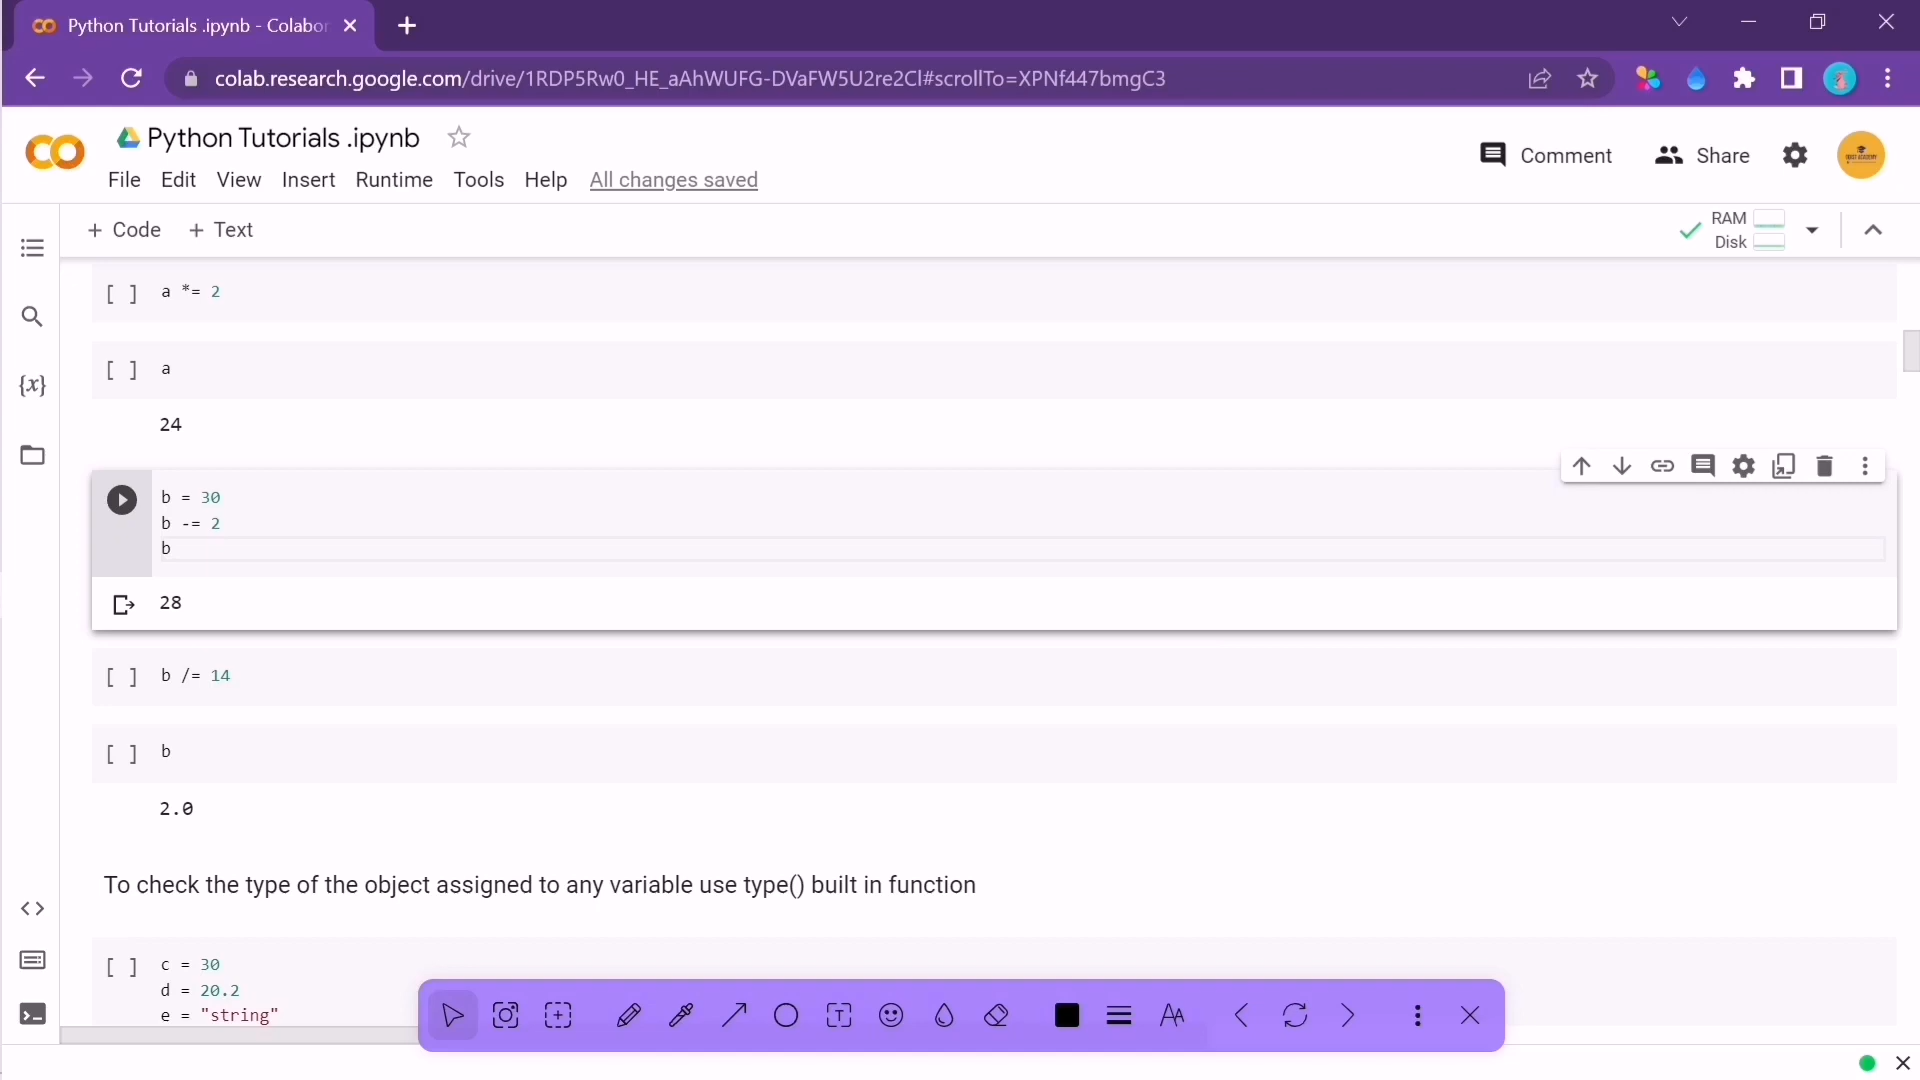 Python Tutorials .ipynb - Colabor
colab.research.google.com/drive/1RDP5Rw0_HE_aAhWUFG-DVaFW5U2re2Cl#scrollTo=XPNf447bmgC3
Python Tutorials .ipynb
Comment
Share
File Edit View Insert Runtime Tools Help All changes saved
+ Code + Text
RAM
Disk
[ ] a *= 2
{x}
[ ] a
24
b = 30
b -= 2
b
28
[ ] b /= 14
[ ] b
2.0
To check the type of the object assigned to any variable use type() built in function
[ ] c = 30
d = 20.2
e = "string"